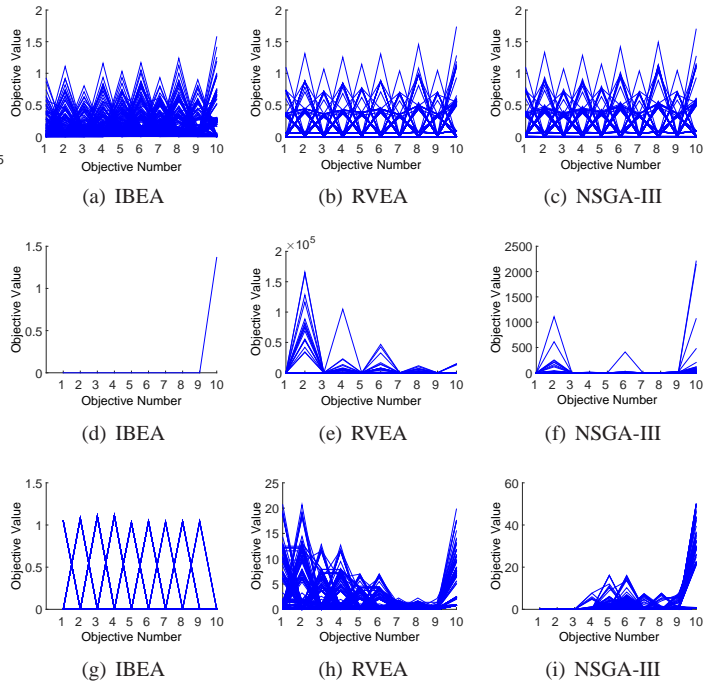 2 1.5 1 0.5 0
Objective Value
1 2 3 4 5 6 7 8 9 10
Objective Number
(a) IBEA
2 1.5 1 0.5 0
Objective Value
1 2 3 4 5 6 7 8 9 10
Objective Number
(b) RVEA
2 1.5 1 0.5 0
Objective Value
1 2 3 4 5 6 7 8 9 10
Objective Number
(c) NSGA-III
5
1.5 1 0.5 0
Objective Value
1 2 3 4 5 6 7 8 9 10
Objective Number
(d) IBEA
×10⁵
2 1.5 1 0.5 0
Objective Value
1 2 3 4 5 6 7 8 9 10
Objective Number
(e) RVEA
2500 2000 1500 1000 500 0
Objective Value
1 2 3 4 5 6 7 8 9 10
Objective Number
(f) NSGA-III
1.5 1 0.5 0
Objective Value
1 2 3 4 5 6 7 8 9 10
Objective Number
(g) IBEA
25 20 15 10 5 0
Objective Value
1 2 3 4 5 6 7 8 9 10
Objective Number
(h) RVEA
60 40 20 0
Objective Value
1 2 3 4 5 6 7 8 9 10
Objective Number
(i) NSGA-III